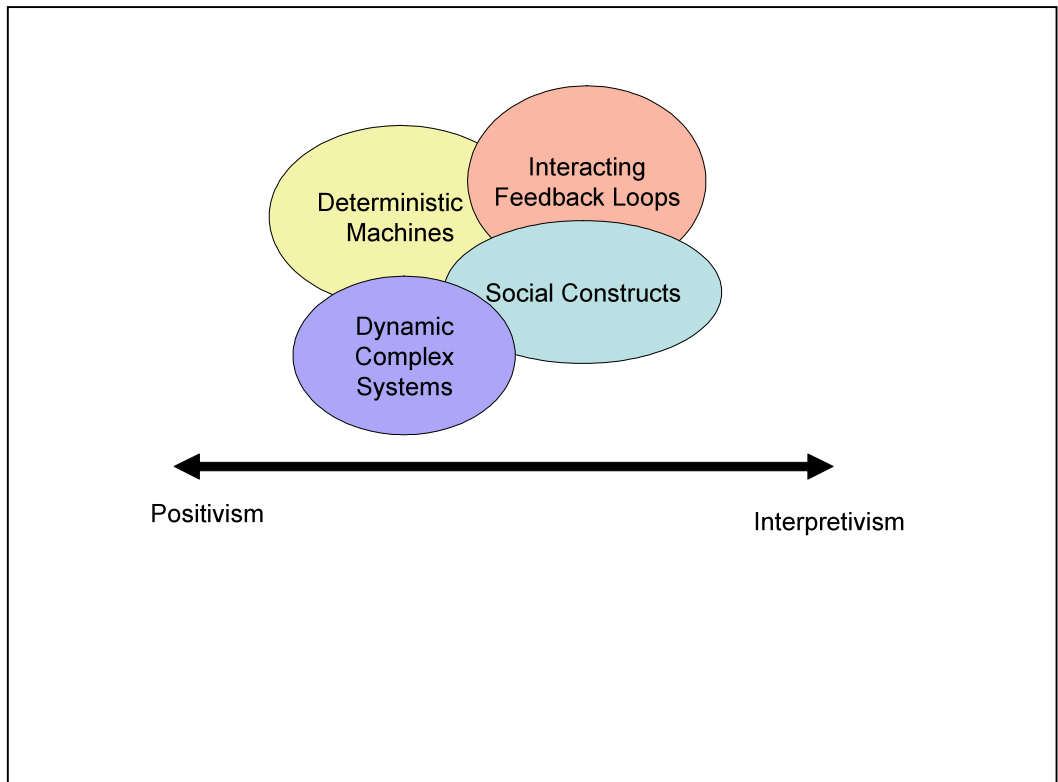 Interacting
Feedback Loops
Deterministic
Machines
Social Constructs
Dynamic
Complex
Systems
Positivism
Interpretivism